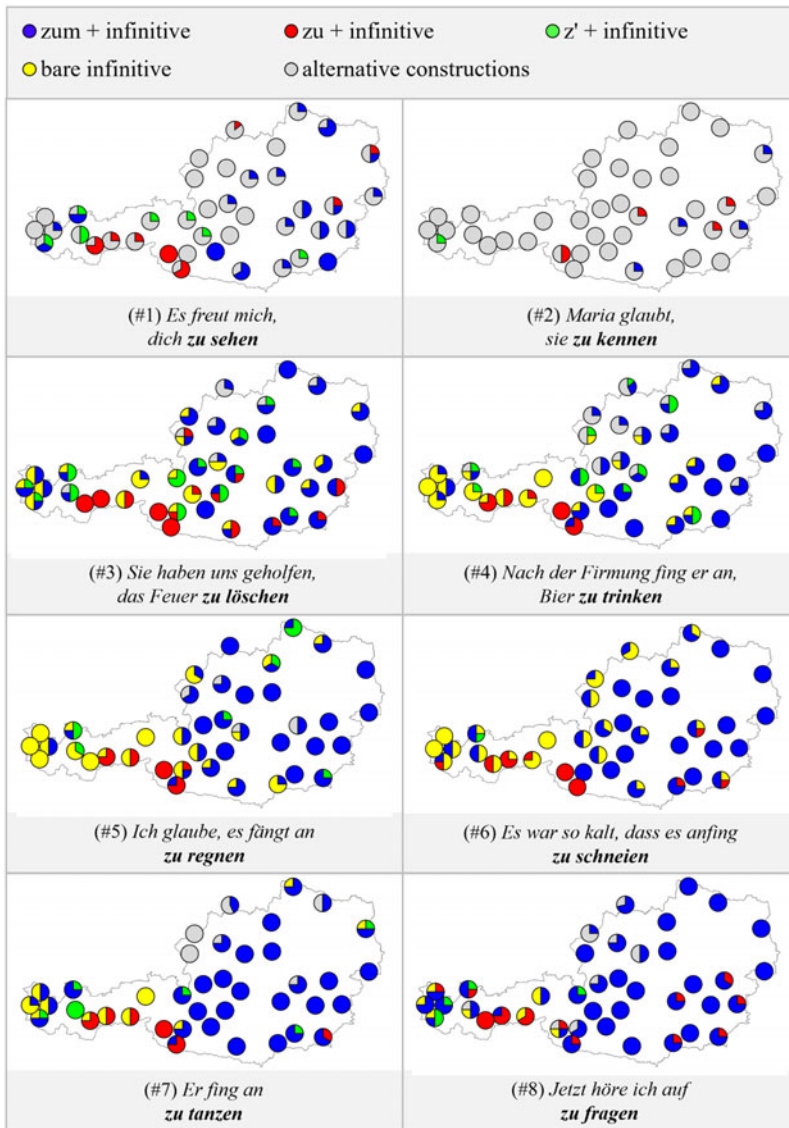 zum + infinitive zu + infinitive z' + infinitive
bare infinitive alternative constructions
(#1) Es freut mich,
dich zu sehen
(#2) Maria glaubt,
sie zu kennen
(#3) Sie haben uns geholfen,
das Feuer zu löschen
(#4) Nach der Firmung fing er an,
Bier zu trinken
(#5) Ich glaube, es fängt an
zu regnen
(#6) Es war so kalt, dass es anfing
zu schneien
(#7) Er fing an
zu tanzen
(#8) Jetzt höre ich auf
zu fragen